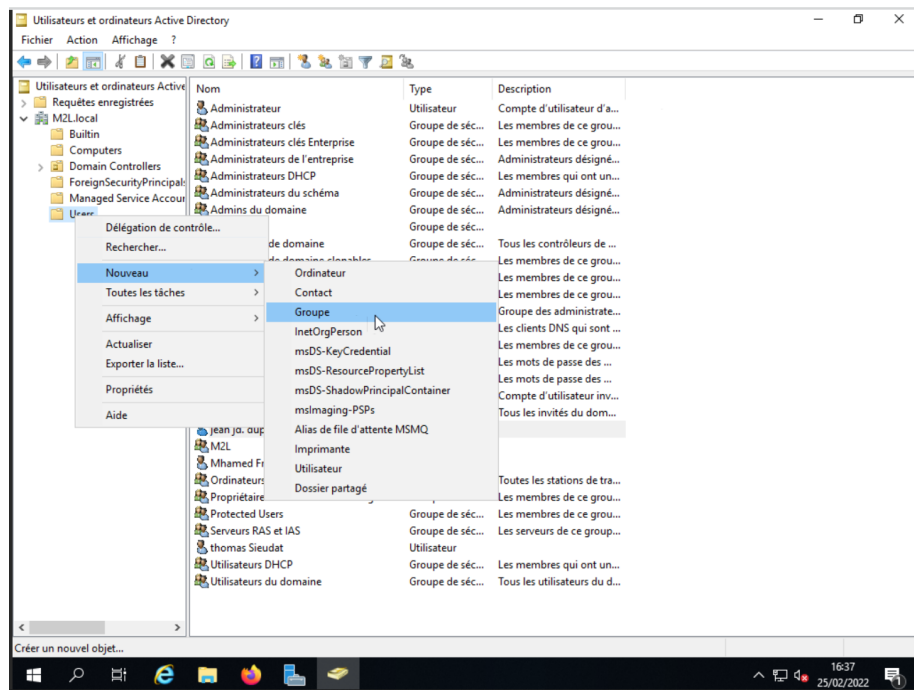 Utilisateurs et ordinateurs Active Directory
Fichier Action Affichage ?
Utilisateurs et ordinateurs Active
Requêtes enregistrées
M2L.local
Builtin
Computers
Domain Controllers
ForeignSecurityPrincipals
Managed Service Accour
Users
Nom Type Description
Administrateur Utilisateur Compte d'utilisateur d'a...
Administrateurs clés Groupe de séc... Les membres de ce grou...
Administrateurs clés Enterprise Groupe de séc... Les membres de ce grou...
Administrateurs de l'entreprise Groupe de séc... Administrateurs désigné...
Administrateurs DHCP Groupe de séc... Les membres qui ont un...
Administrateurs du schéma Groupe de séc... Administrateurs désigné...
Admins du domaine Groupe de séc... Administrateurs désigné...
Groupe de séc...
de domaine Groupe de séc... Tous les contrôleurs de ...
de domaine clonables Groupe de séc... Les membres de ce grou...
Les membres de ce grou...
Les membres de ce grou...
Groupe des administrate...
Les clients DNS qui sont ...
Les membres de ce grou...
Les mots de passe des ...
Les mots de passe des ...
Compte d'utilisateur inv...
Tous les invités du dom...
jean jd. dup
M2L
Mhamed Fr
Ordinateurs Toutes les stations de tra...
Propriétaire Les membres de ce grou...
Protected Users Groupe de séc... Les membres de ce grou...
Serveurs RAS et IAS Groupe de séc... Les serveurs de ce group...
thomas Sieudat Utilisateur
Utilisateurs DHCP Groupe de séc... Les membres qui ont un...
Utilisateurs du domaine Groupe de séc... Tous les utilisateurs du d...
Délégation de contrôle...
Rechercher...
Nouveau
Toutes les tâches
Affichage
Actualiser
Exporter la liste...
Propriétés
Aide
Ordinateur
Contact
Groupe
InetOrgPerson
msDS-KeyCredential
msDS-ResourcePropertyList
msDS-ShadowPrincipalContainer
msImaging-PSPs
Alias de file d'attente MSMQ
Imprimante
Utilisateur
Dossier partagé
Créer un nouvel objet...
16:37
25/02/2022
1